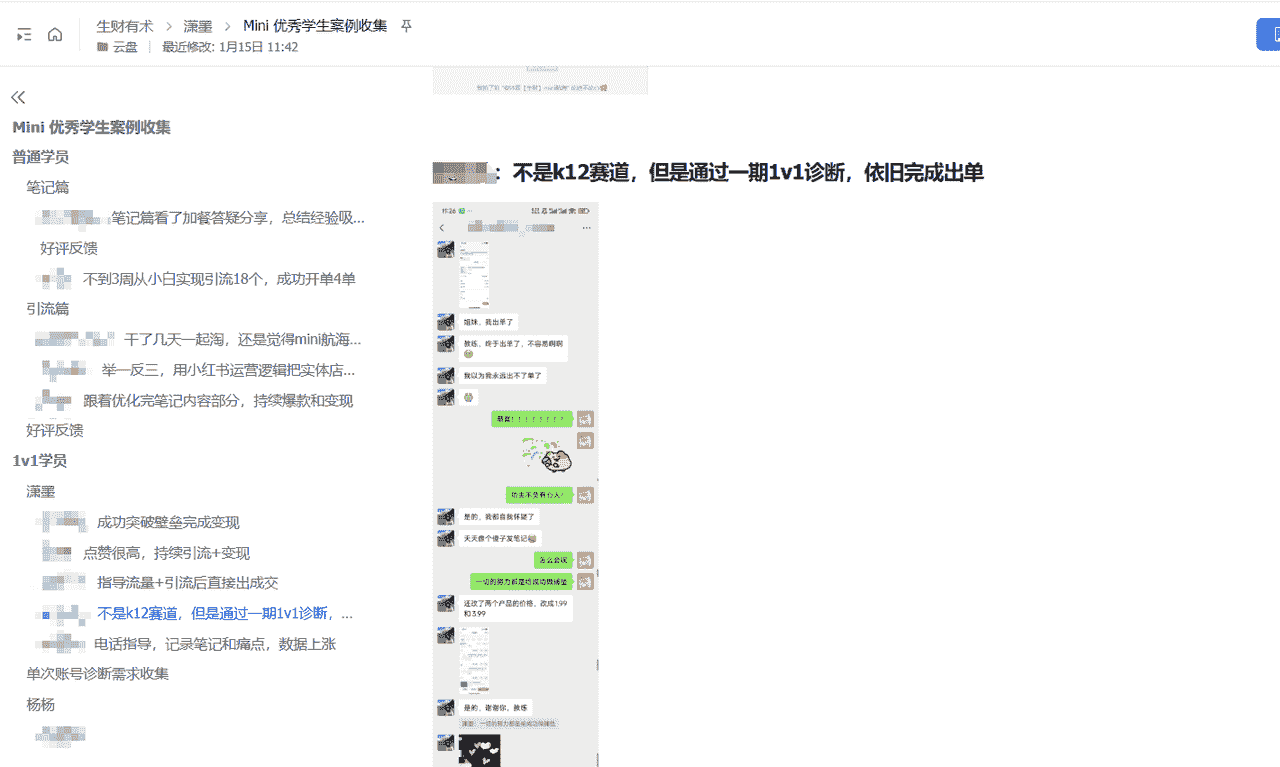 生财有术 > 潇墨 > Mini 优秀学生案例收集
云盘 | 最近修改: 1月15日 11:42
Mini 优秀学生案例收集
普通学员
笔记篇
笔记篇看了加餐答疑分享，总结经验吸...
好评反馈
不到3周从小白实现引流18个，成功开单4单
引流篇
干了几天一起淘，还是觉得mini航海...
举一反三，用小红书运营逻辑把实体店...
跟着优化完笔记内容部分，持续爆款和变现
好评反馈
1v1学员
潇墨
成功突破壁垒完成变现
点赞很高，持续引流+变现
指导流量+引流后直接出成交
不是k12赛道，但是通过一期1v1诊断，...
电话指导，记录笔记和痛点，数据上涨
单次账号诊断需求收集
杨杨
：不是k12赛道，但是通过一期1v1诊断，依旧完成出单
姐妹，我出单了
教练，终于出单了，不容易啊啊
我以为我永远出不了单了
恭喜！！！！！！！
功夫不负有心人！
是的，我都自我怀疑了
天天像个傻子发笔记
怎么会呢
一切的努力都是给成功做铺垫
还改了两个产品的价格，改成1.99
和3.99
是的，谢谢你，教练
潇墨：一切的努力都是给成功做铺垫